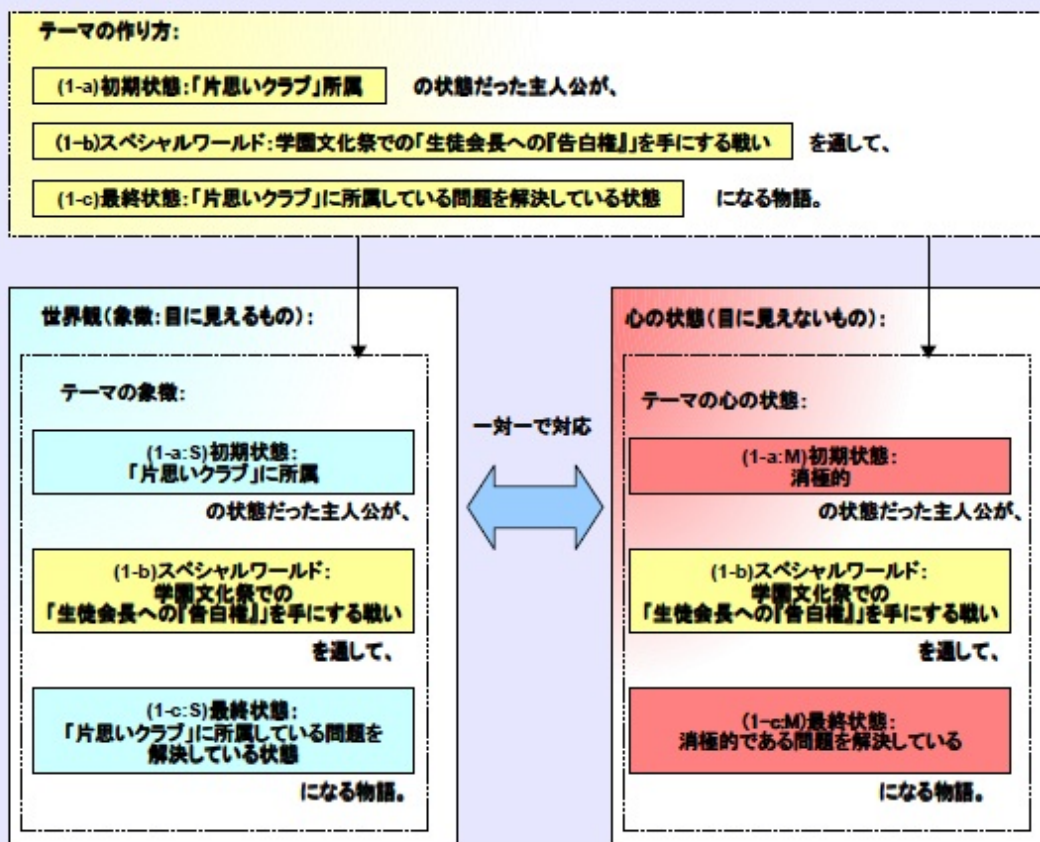 テーマの作り方:
(1-a)初期状態:「片思いクラブ」所属 の状態だった主人公が、
(1-b)スペシャルワールド:学園文化祭での「生徒会長への『告白権』」を手にする戦い を通して、
(1-c)最終状態:「片思いクラブ」に所属している問題を解決している状態 になる物語。
世界観(象徴:目に見えるもの):
テーマの象徴:
(1-a:S)初期状態:
「片思いクラブ」に所属
の状態だった主人公が、
(1-b)スペシャルワールド:
学園文化祭での
「生徒会長への『告白権』」を手にする戦い
を通して、
(1-c:S)最終状態:
「片思いクラブ」に所属している問題を
解決している状態
になる物語。
一対一で対応
心の状態(目に見えないもの):
テーマの心の状態:
(1-a:M)初期状態:
消極的
の状態だった主人公が、
(1-b)スペシャルワールド:
学園文化祭での
「生徒会長への『告白権』」を手にする戦い
を通して、
(1-c:M)最終状態:
消極的である問題を解決している
になる物語。